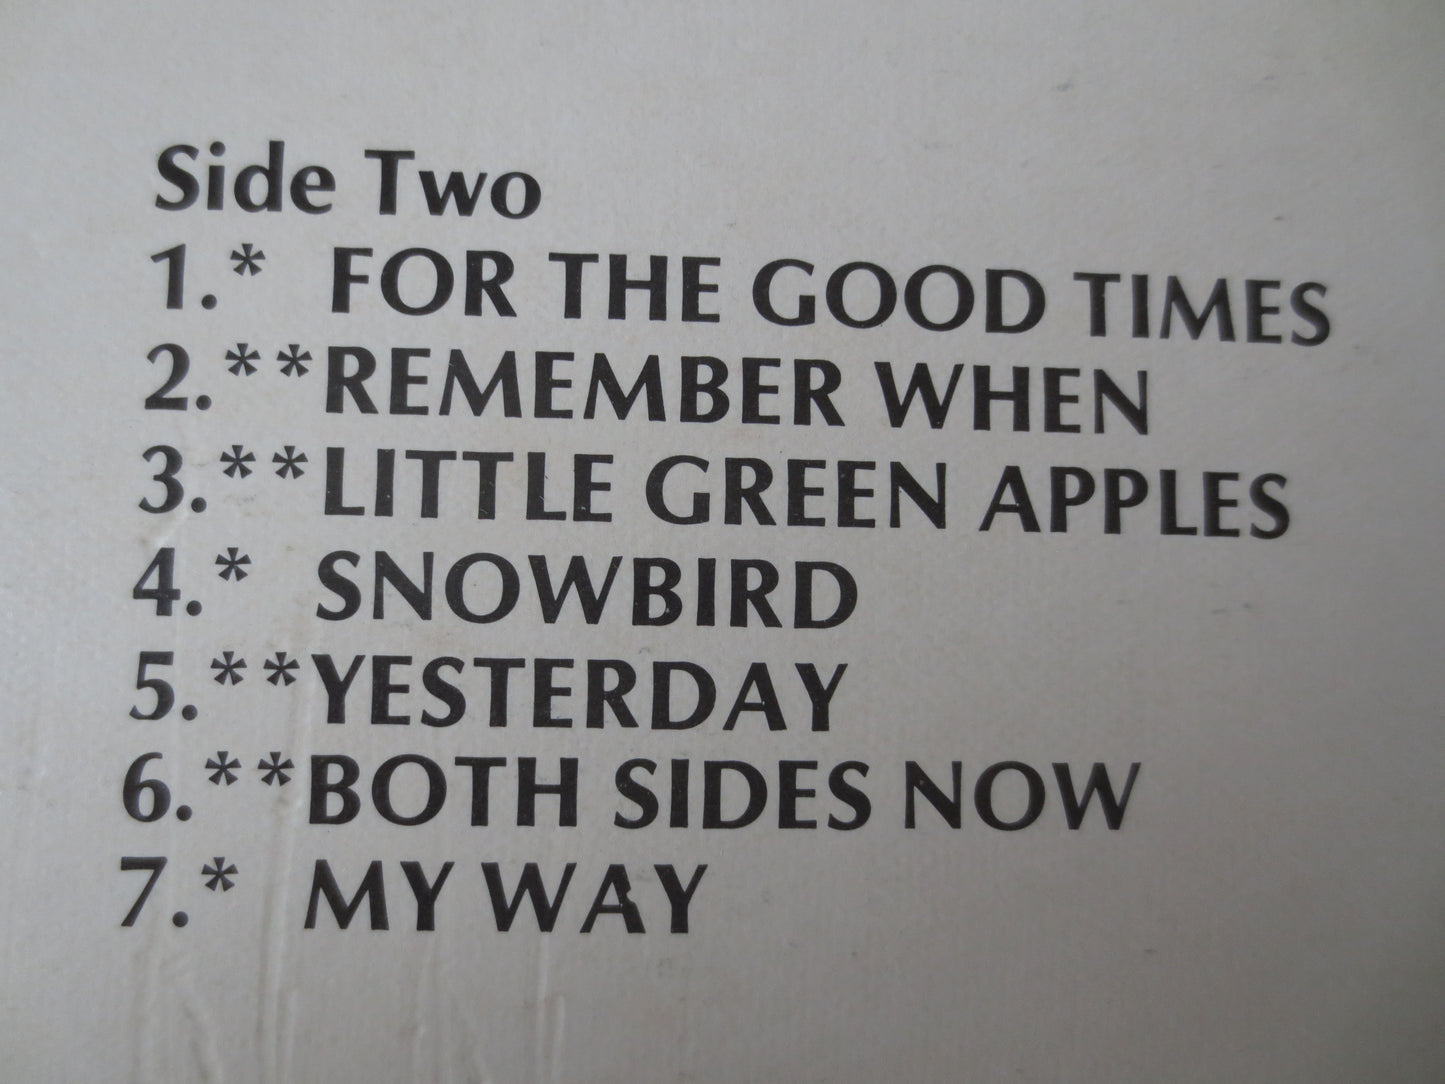 Side Two
1.* FOR THE GOOD TIMES
2.**REMEMBER WHEN
3.**LITTLE GREEN APPLES
4.* SNOWBIRD
5.**YESTERDAY
6.**BOTH SIDES NOW
7.* MY WAY